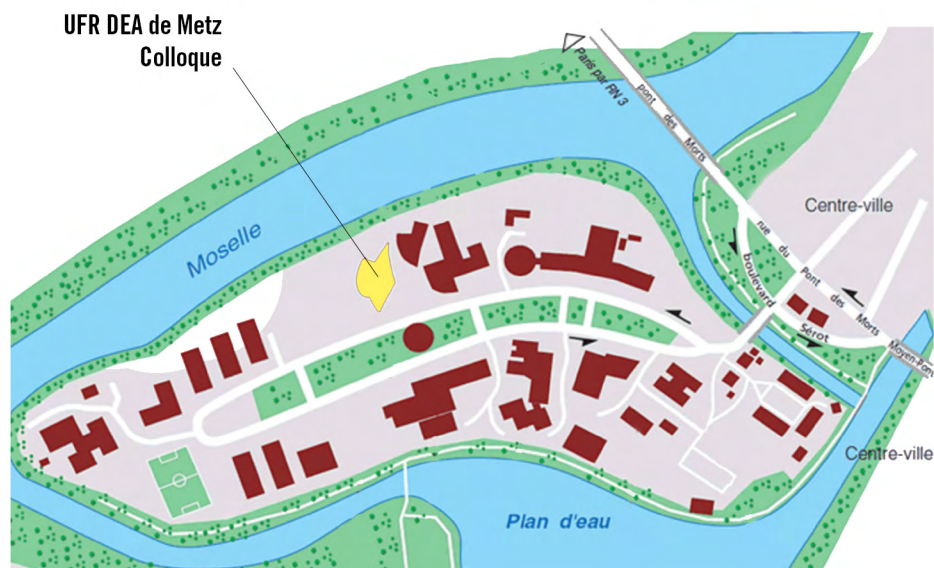 UFR DEA de Metz
Colloque
Paris par RN 3
pont des Morts
Centre-ville
Moselle
rue du Pont des Morts
boulevard Sérot
Moyen-Pont
Centre-ville
Plan d'eau